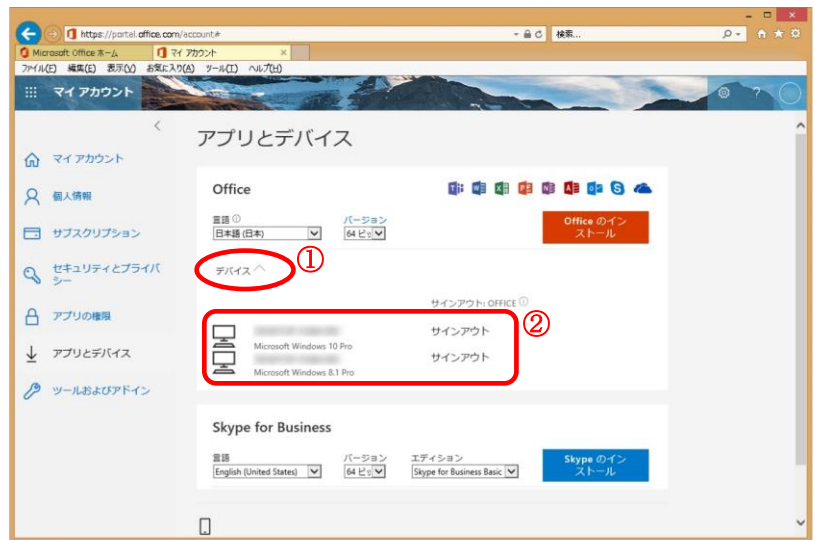 https://portal.office.com/account#
検索...
Microsoft Office ホーム
マイ アカウント
ファイル(F) 編集(E) 表示(V) お気に入り(A) ツール(T) ヘルプ(H)
マイ アカウント
?
アプリとデバイス
マイ アカウント
個人情報
サブスクリプション
セキュリティとプライバ
シー
アプリの権限
アプリとデバイス
ツールおよびアドイン
Office
言語
日本語 (日本)
バージョン
64 ビッ
Office のイン
ストール
デバイス
①
サインアウト: OFFICE
②
サインアウト
Microsoft Windows 10 Pro
サインアウト
Microsoft Windows 8.1 Pro
Skype for Business
言語
English (United States)
バージョン
64 ビッ
エディション
Skype for Business Basic
Skype のイン
ストール